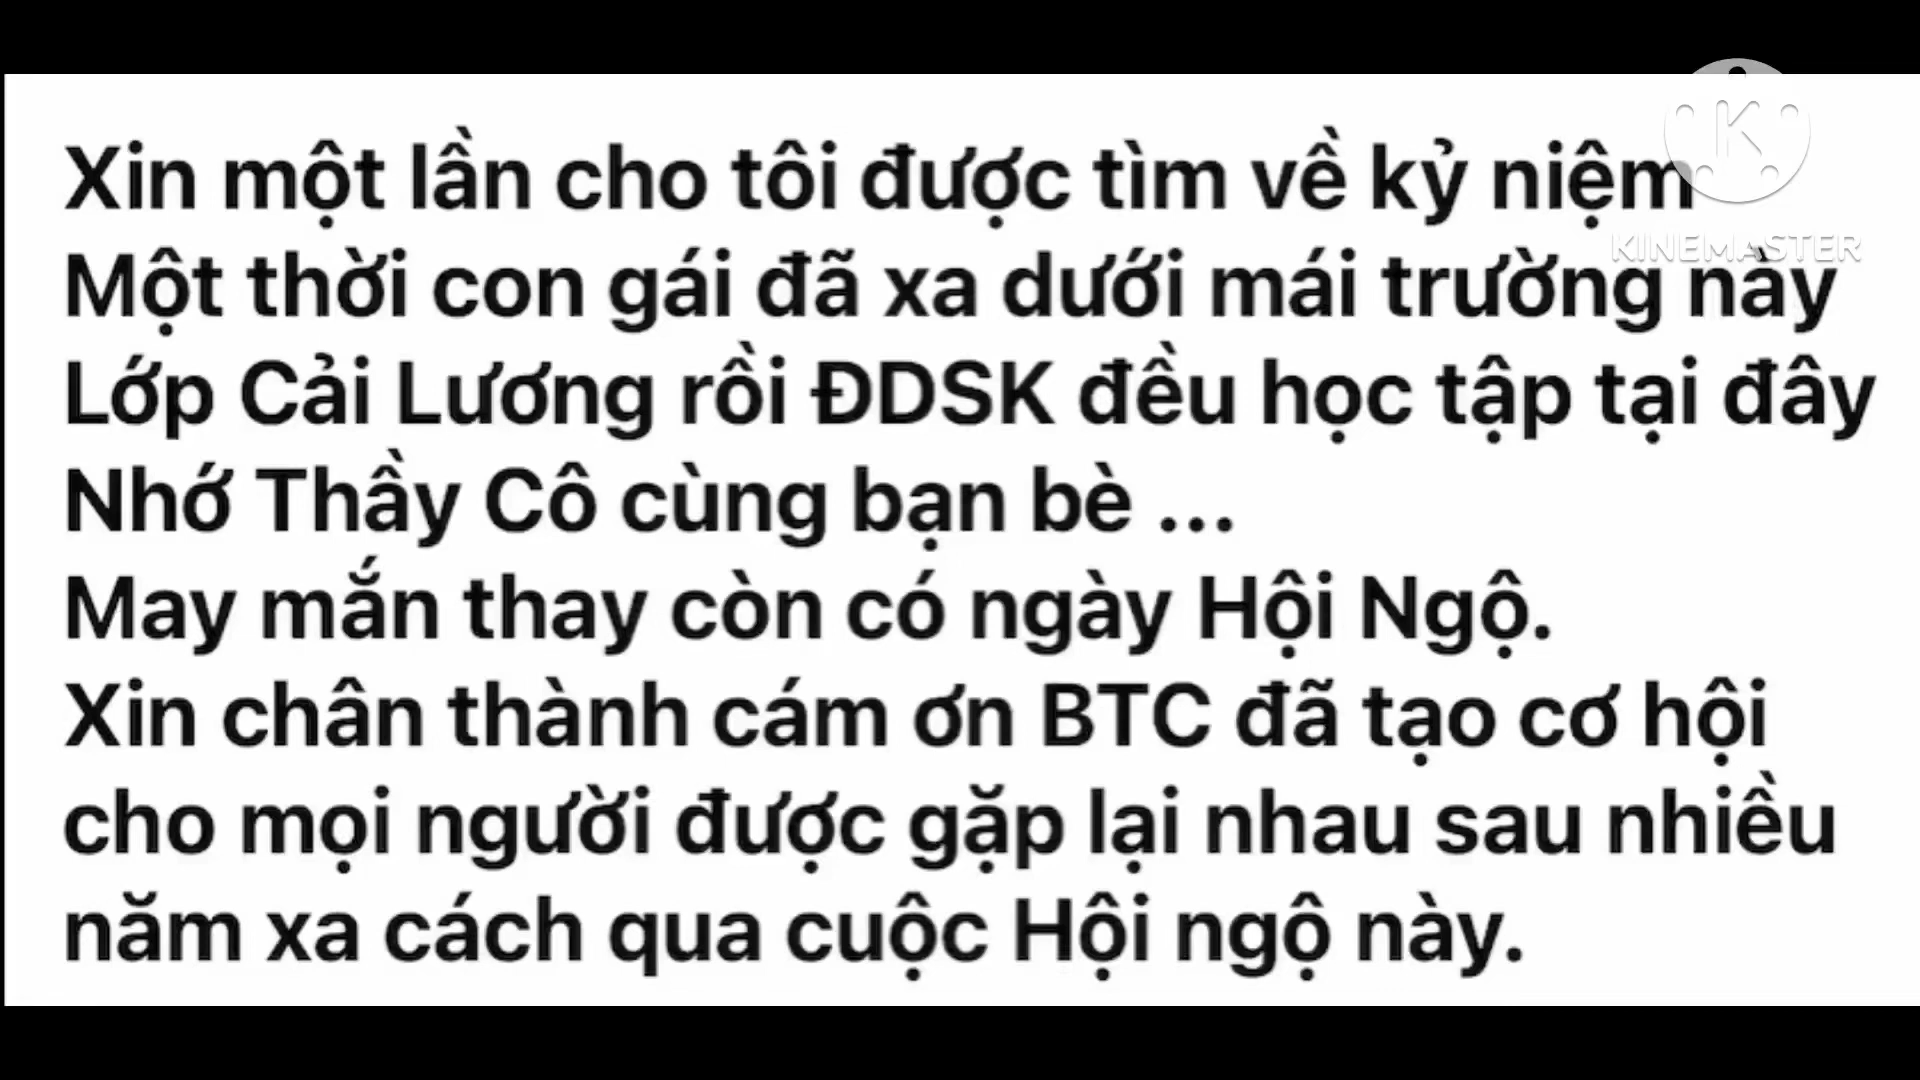 Xin một lần cho tôi được tìm về kỷ niệm
KINEMASTER
Một thời con gái đã xa dưới mái trường này
Lớp Cải Lương rồi ĐDSK đều học tập tại đây
Nhớ Thầy Cô cùng bạn bè ...
May mắn thay còn có ngày Hội Ngộ.
Xin chân thành cám ơn BTC đã tạo cơ hội
cho mọi người được gặp lại nhau sau nhiều
năm xa cách qua cuộc Hội ngộ này.